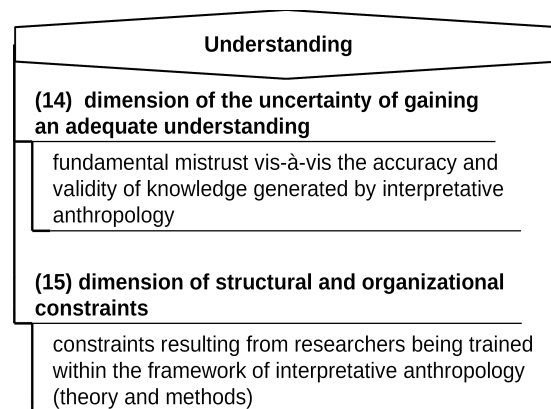 Understanding
(14)  dimension of the uncertainty of gaining
an adequate understanding
fundamental mistrust vis-à-vis the accuracy and
validity of knowledge generated by interpretative
anthropology
(15) dimension of structural and organizational
constraints
constraints resulting from researchers being trained
within the framework of interpretative anthropology
(theory and methods)